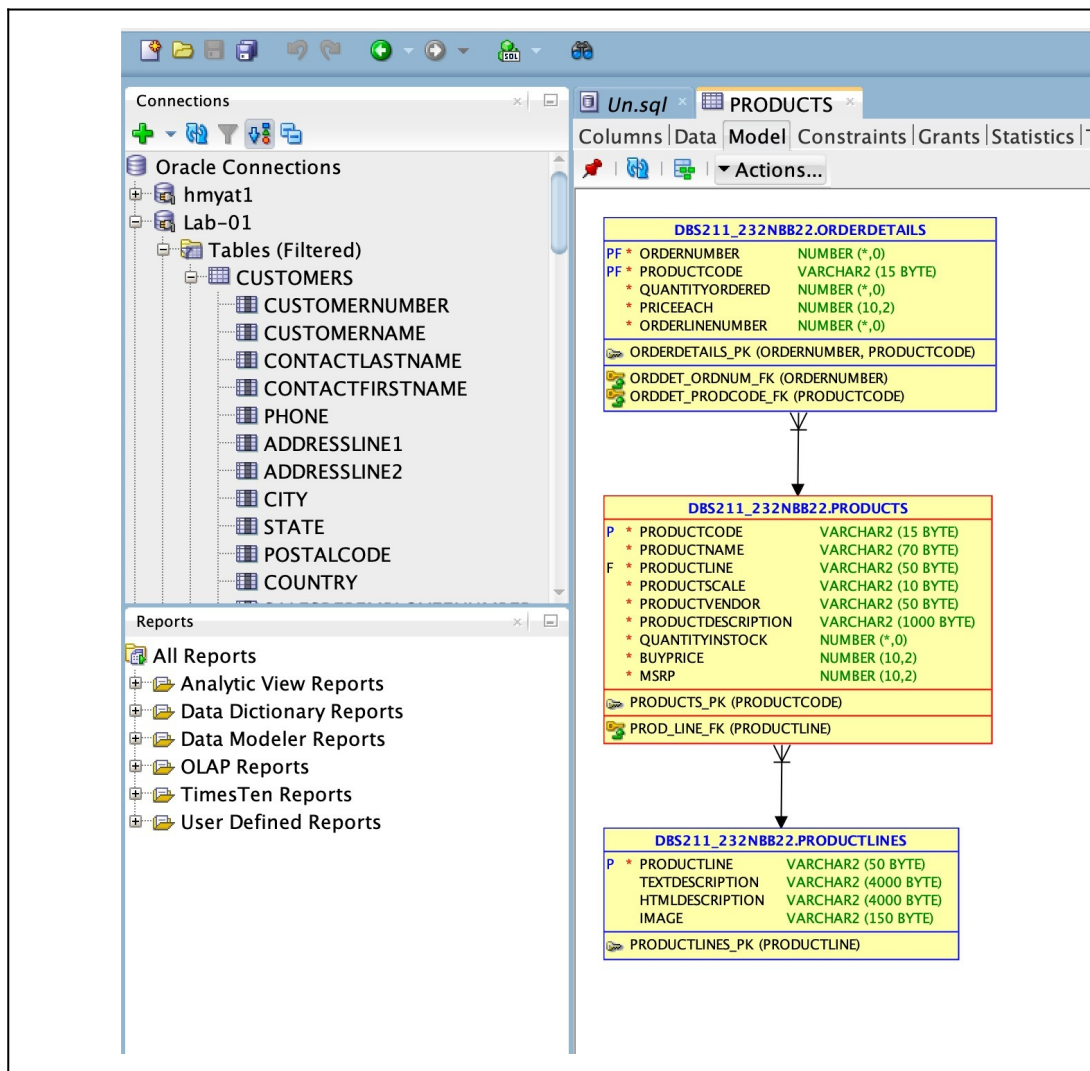 SQL
Connections
Oracle Connections
hmyat1
Lab-01
Tables (Filtered)
CUSTOMERS
CUSTOMERNUMBER
CUSTOMERNAME
CONTACTLASTNAME
CONTACTFIRSTNAME
PHONE
ADDRESSLINE1
ADDRESSLINE2
CITY
STATE
POSTALCODE
COUNTRY
Reports
All Reports
Analytic View Reports
Data Dictionary Reports
Data Modeler Reports
OLAP Reports
TimesTen Reports
User Defined Reports
Un.sql PRODUCTS
Columns Data Model Constraints Grants Statistics
Actions...
DBS211_232NBB22.ORDERDETAILS
PF * ORDERNUMBER NUMBER (*,0)
PF * PRODUCTCODE VARCHAR2 (15 BYTE)
* QUANTITYORDERED NUMBER (*,0)
* PRICEEACH NUMBER (10,2)
* ORDERLINENUMBER NUMBER (*,0)
ORDERDETAILS_PK (ORDERNUMBER, PRODUCTCODE)
ORDDET_ORDNUM_FK (ORDERNUMBER)
ORDDET_PRODCODE_FK (PRODUCTCODE)
DBS211_232NBB22.PRODUCTS
P * PRODUCTCODE VARCHAR2 (15 BYTE)
* PRODUCTNAME VARCHAR2 (70 BYTE)
F * PRODUCTLINE VARCHAR2 (50 BYTE)
* PRODUCTSCALE VARCHAR2 (10 BYTE)
* PRODUCTVENDOR VARCHAR2 (50 BYTE)
* PRODUCTDESCRIPTION VARCHAR2 (1000 BYTE)
* QUANTITYINSTOCK NUMBER (*,0)
* BUYPRICE NUMBER (10,2)
* MSRP NUMBER (10,2)
PRODUCTS_PK (PRODUCTCODE)
PROD_LINE_FK (PRODUCTLINE)
DBS211_232NBB22.PRODUCTLINES
P * PRODUCTLINE VARCHAR2 (50 BYTE)
TEXTDESCRIPTION VARCHAR2 (4000 BYTE)
HTMLDESCRIPTION VARCHAR2 (4000 BYTE)
IMAGE VARCHAR2 (150 BYTE)
PRODUCTLINES_PK (PRODUCTLINE)